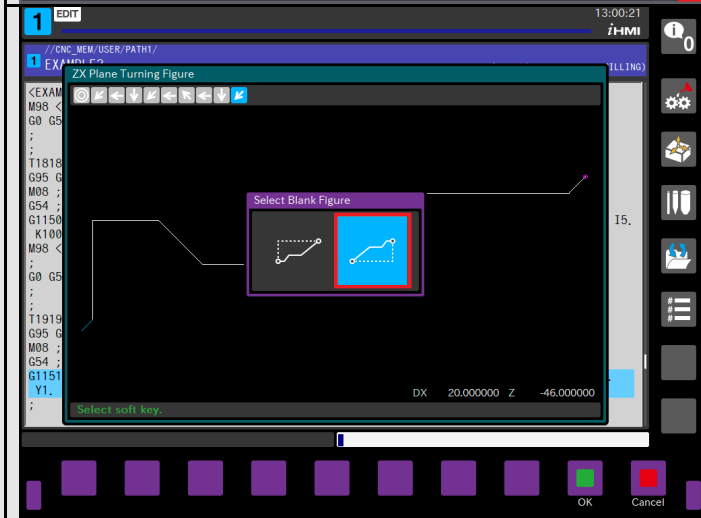 1 EDIT 13:00:21
iHMI
0
//CNC_MEM/USER/PATH1/
1
ILLING)
ZX Plane Turning Figure
<EXAM
M98 <
G0 G5
;
;
T1818
G95 G
M08 ;
G54 ;
G1150 I5.
K100
M98 <
;
G0 G5
;
;
T1919
G95 G
M08 ;
G54 ;
G1151
Y1.
;
Select Blank Figure
DX 20.000000 Z -46.000000
Select soft key.
OK Cancel